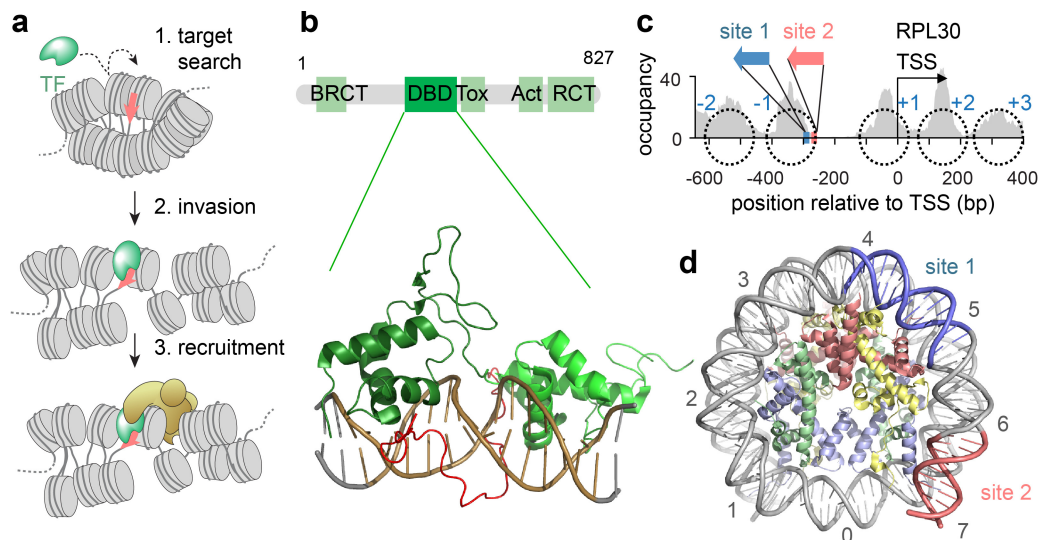 a
1. target
search
TF
2. invasion
3. recruitment
b
1
827
BRCT
DBD
Tox
Act
RCT
c
site 1
site 2
RPL30
TSS
occupancy
40
0
-2
-1
+1
+2
+3
-600
-400
-200
0
200
400
position relative to TSS (bp)
d
4
site 1
3
5
2
6
site 2
1
0
7